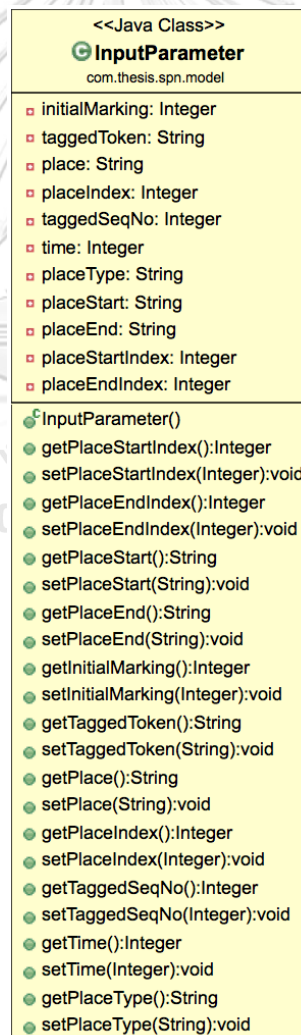 <<Java Class>>
InputParameter
com.thesis.spn.model
initialMarking: Integer
taggedToken: String
place: String
placeIndex: Integer
taggedSeqNo: Integer
time: Integer
placeType: String
placeStart: String
placeEnd: String
placeStartIndex: Integer
placeEndIndex: Integer
InputParameter()
getPlaceStartIndex():Integer
setPlaceStartIndex(Integer):void
getPlaceEndIndex():Integer
setPlaceEndIndex(Integer):void
getPlaceStart():String
setPlaceStart(String):void
getPlaceEnd():String
setPlaceEnd(String):void
getInitialMarking():Integer
setInitialMarking(Integer):void
getTaggedToken():String
setTaggedToken(String):void
getPlace():String
setPlace(String):void
getPlaceIndex():Integer
setPlaceIndex(Integer):void
getTaggedSeqNo():Integer
setTaggedSeqNo(Integer):void
getTime():Integer
setTime(Integer):void
getPlaceType():String
setPlaceType(String):void